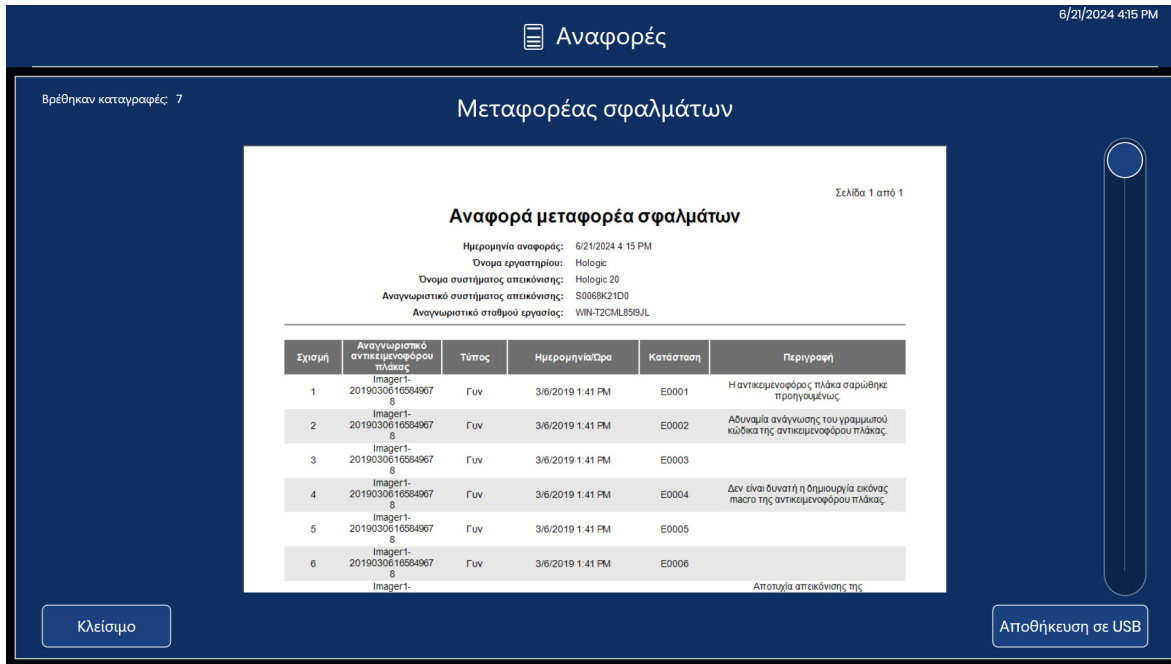 6/21/2024 4:15 PM
Αναφορές
Βρέθηκαν καταγραφές: 7
Μεταφορέας σφαλμάτων
Σελίδα 1 από 1
Αναφορά μεταφορέα σφαλμάτων
Ημερομηνία αναφοράς: 6/21/2024 4:15 PM
Όνομα εργαστηρίου: Hologic
Όνομα συστήματος απεικόνισης: Hologic 20
Αναγνωριστικό συστήματος απεικόνισης: S0068K21D0
Αναγνωριστικό σταθμού εργασίας: WIN-T2CML85I9JL
Αναγνωριστικό
Σχισμή αντικειμενοφόρου Τύπος Ημερομηνία/Ώρα Κατάσταση Περιγραφή
πλάκας
Imager1-
1 2019030616584967 Γυν 3/6/2019 1:41 PM E0001 Η αντικειμενοφόρος πλάκα σαρώθηκε
8 προηγουμένως.
Imager1-
2 2019030616584967 Γυν 3/6/2019 1:41 PM E0002 Αδυναμία ανάγνωσης του γραμμωτού
8 κώδικα της αντικειμενοφόρου πλάκας.
Imager1-
3 2019030616584967 Γυν 3/6/2019 1:41 PM E0003
8
Imager1-
4 2019030616584967 Γυν 3/6/2019 1:41 PM E0004 Δεν είναι δυνατή η δημιουργία εικόνας
8 macro της αντικειμενοφόρου πλάκας.
Imager1-
5 2019030616584967 Γυν 3/6/2019 1:41 PM E0005
8
Imager1-
6 2019030616584967 Γυν 3/6/2019 1:41 PM E0006
8
Imager1- Αποτυχία απεικόνισης της
Κλείσιμο
Αποθήκευση σε USB